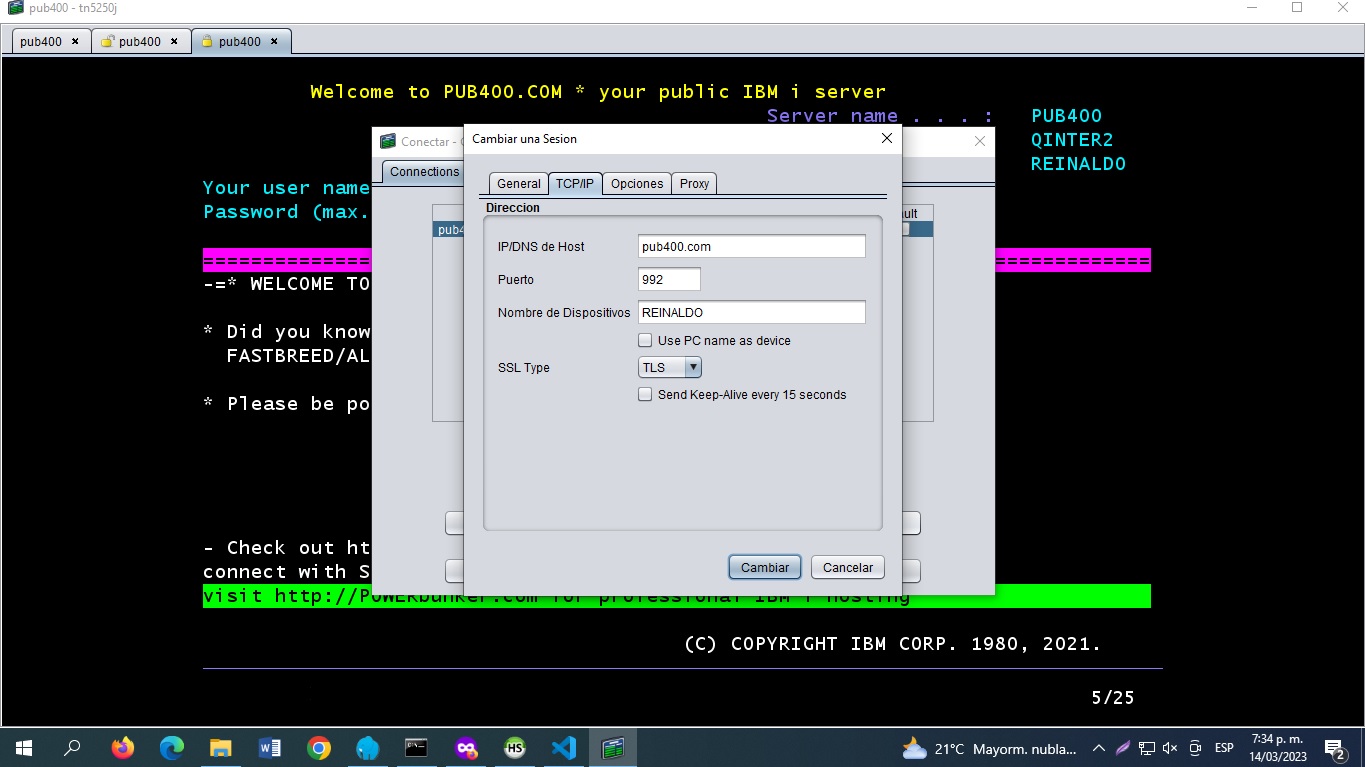 pub400 - tn5250j
pub400 pub400 pub400
Welcome to PUB400.COM * your public IBM i server
Server name . . . . : PUB400
QINTER2
REINALDO
Your user name
Password (max.
Conectar -
Connections
pub4
Cambiar una Sesion
General TCP/IP Opciones Proxy
Direccion
IP/DNS de Host pub400.com
Puerto 992
Nombre de Dispositivos REINALDO
Use PC name as device
SSL Type TLS
Send Keep-Alive every 15 seconds
Cambiar Cancelar
ault
================================================================================
-=* WELCOME TO
* Did you know
FASTBREED/AL
* Please be po
- Check out ht
connect with S
visit http://POWERbunker.com for professional IBM i hosting
(C) COPYRIGHT IBM CORP. 1980, 2021.
5/25
HS
21°C Mayorm. nubla... ESP 7:34 p. m.
14/03/2023
2